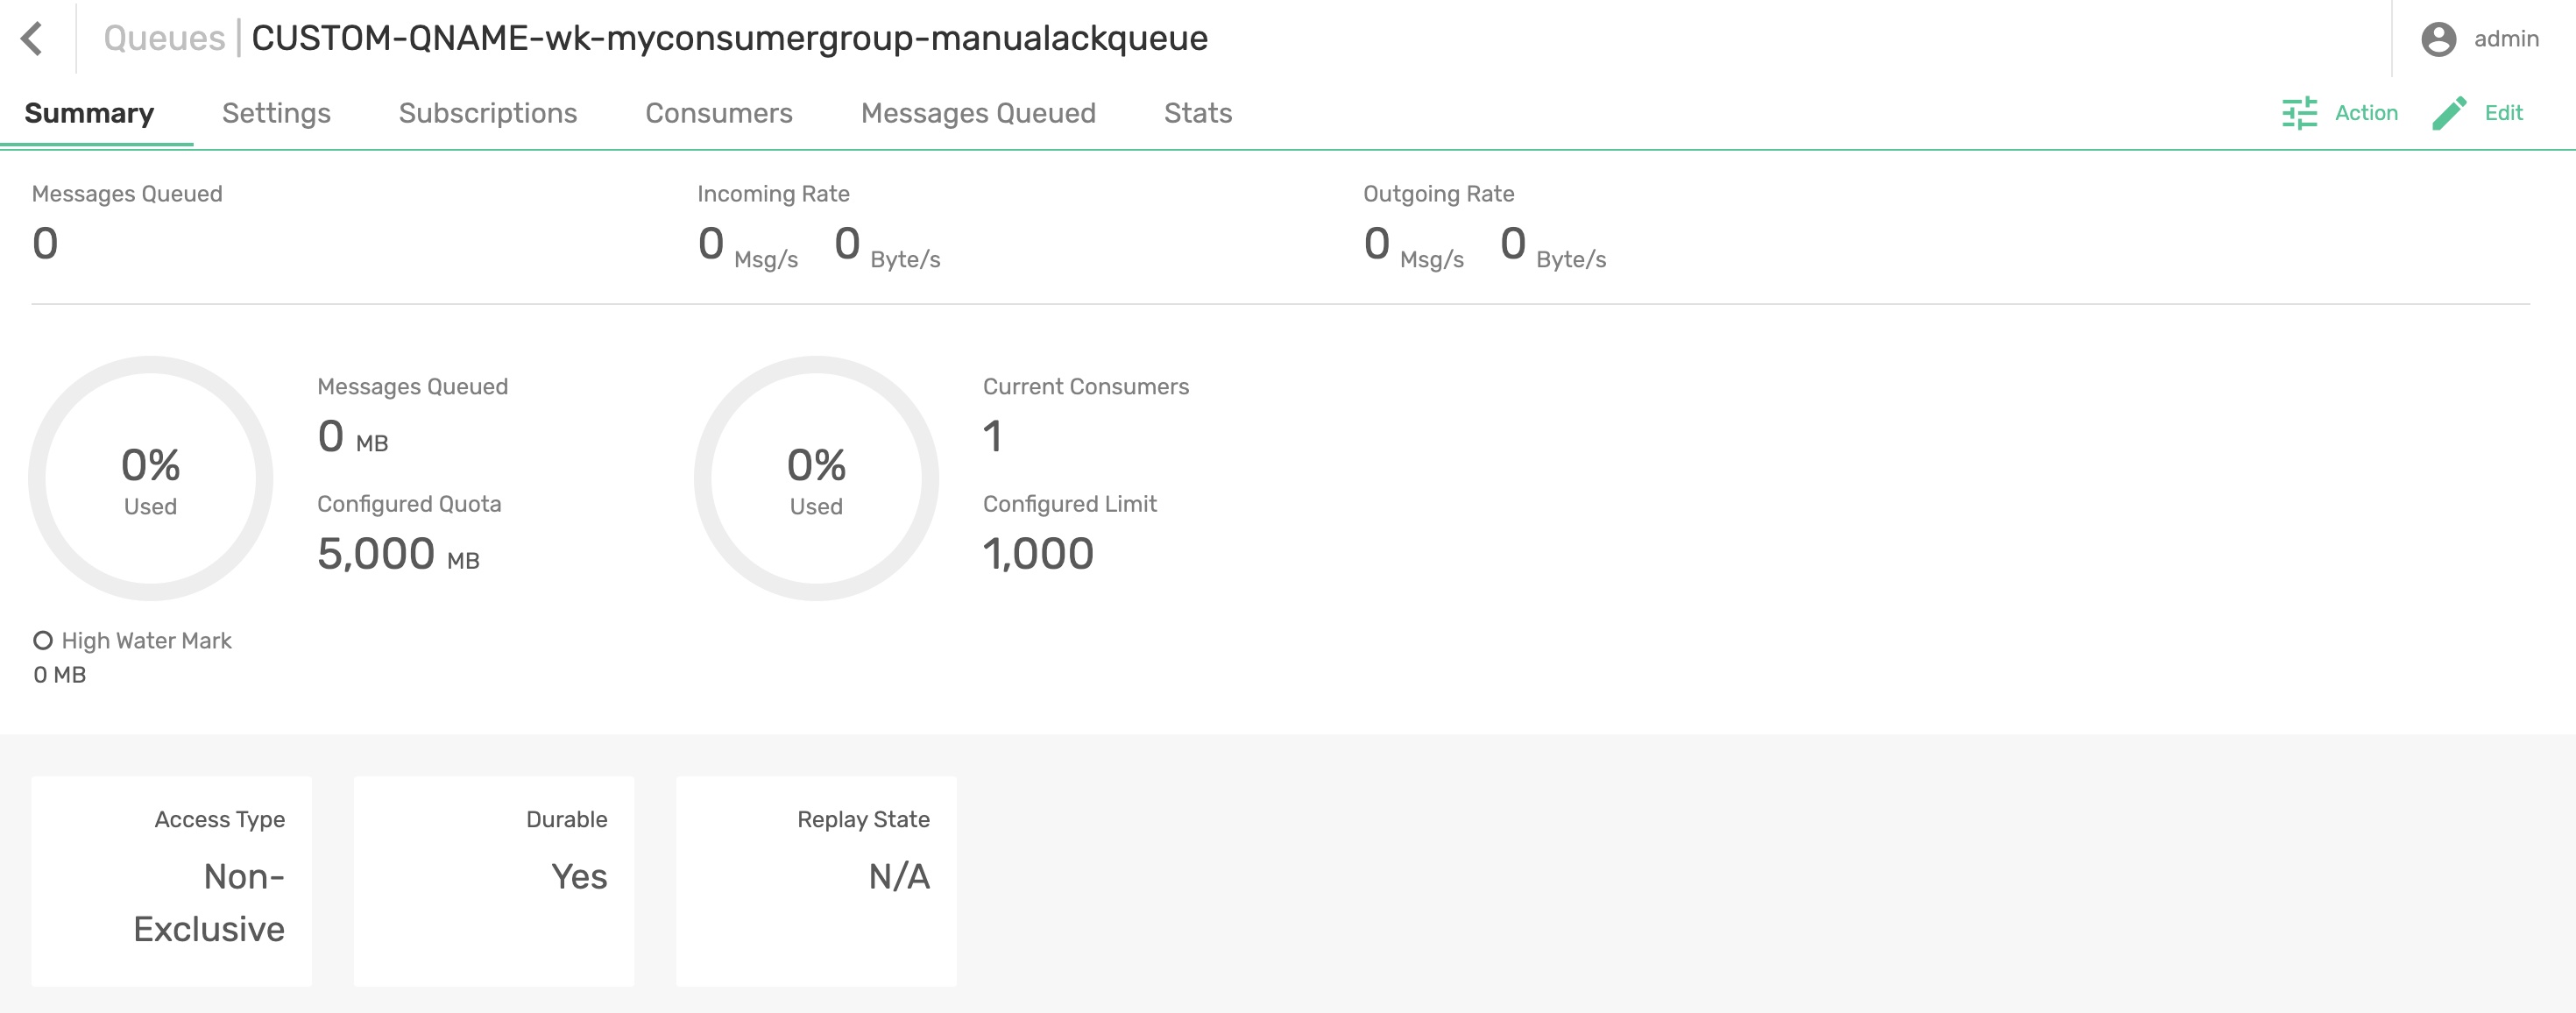 Queues | CUSTOM-QNAME-wk-myconsumergroup-manualackqueue
admin
Summary Settings Subscriptions Consumers Messages Queued Stats
Action Edit
Messages Queued
0
Incoming Rate
0 Msg/s 0 Byte/s
Outgoing Rate
0 Msg/s 0 Byte/s
0%
Used
Messages Queued
0 MB
Configured Quota
5,000 MB
High Water Mark
0 MB
0%
Used
Current Consumers
1
Configured Limit
1,000
Access Type
Non-
Exclusive
Durable
Yes
Replay State
N/A